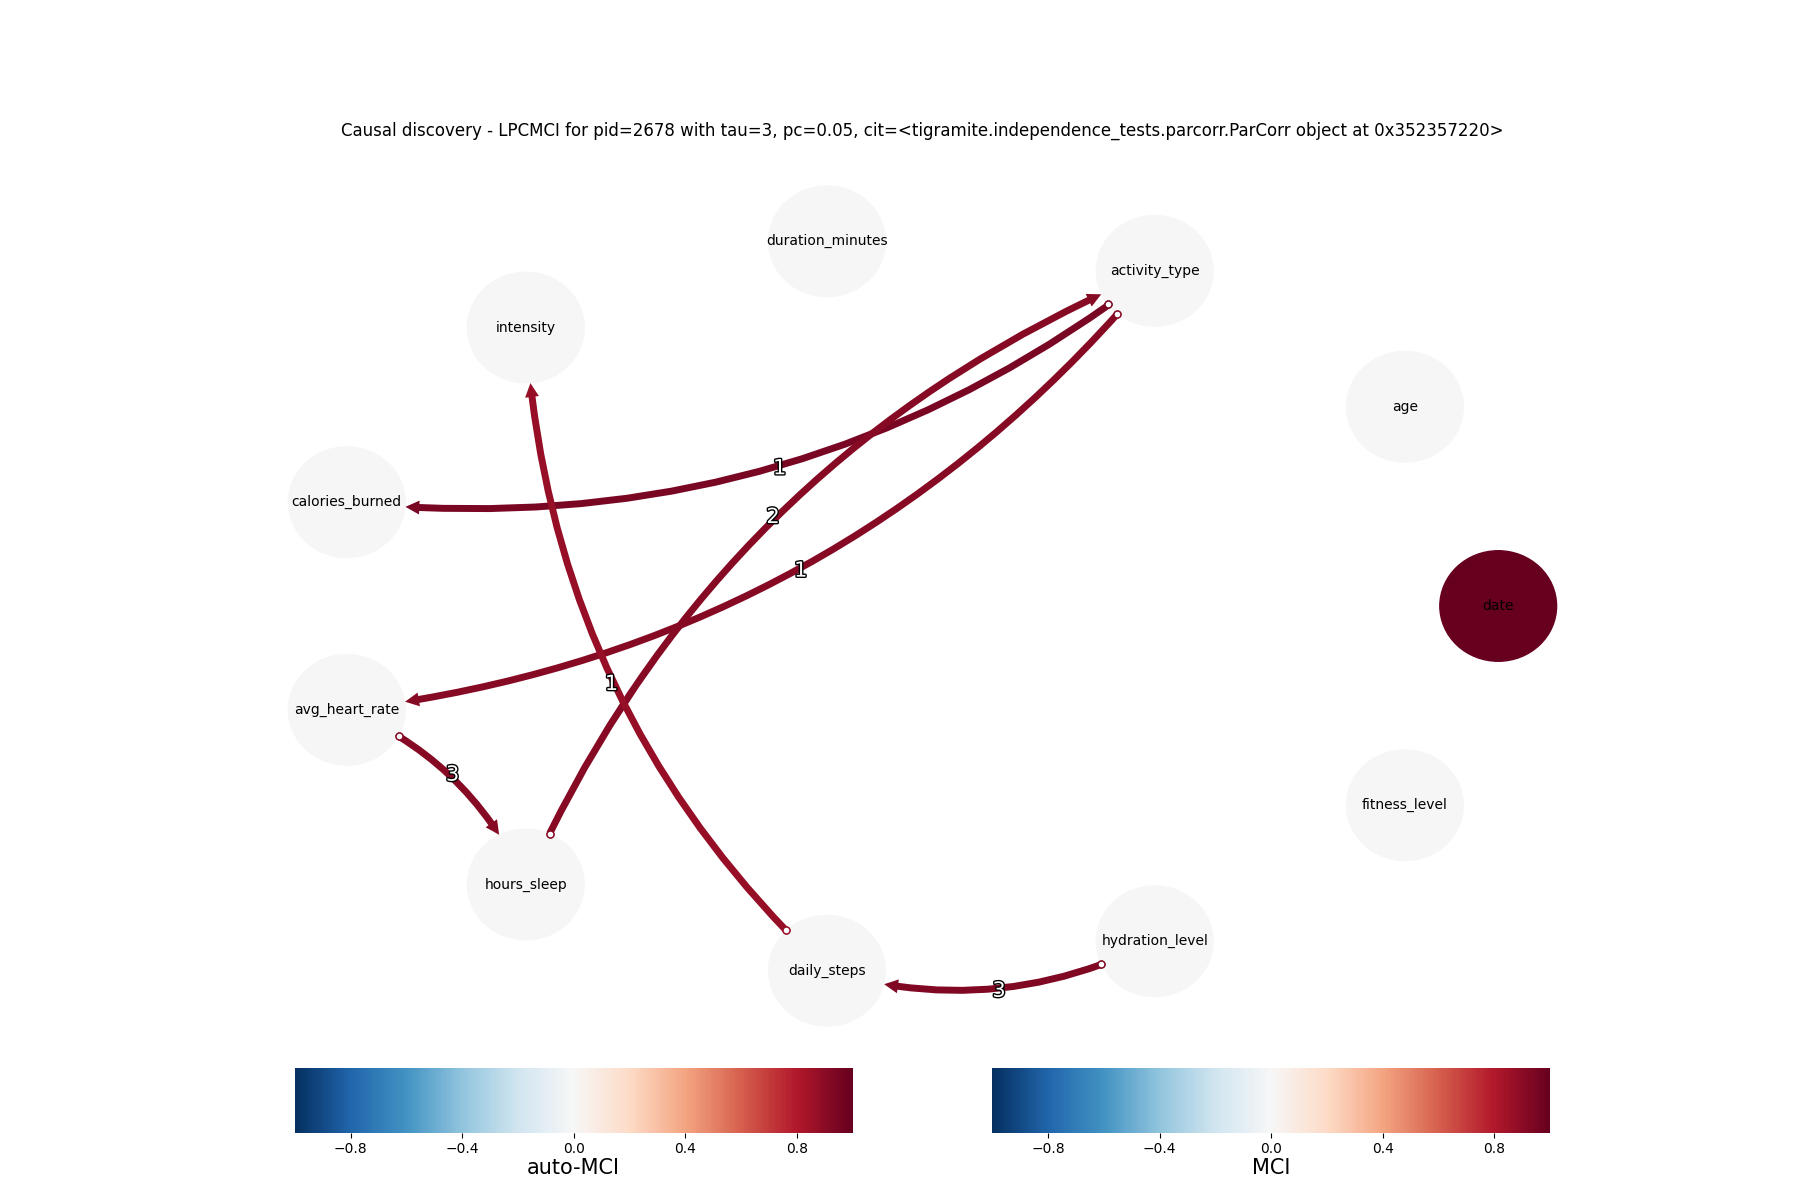 Causal discovery - LPCMCI for pid=2678 with tau=3, pc=0.05, cit=<tigramite.independence_tests.parcorr.ParCorr object at 0x352357220>
duration_minutes
activity_type
intensity
age
1
calories_burned
2
1
date
1
avg_heart_rate
3
fitness_level
hours_sleep
hydration_level
daily_steps
3
−0.8 −0.4 0.0 0.4 0.8
auto-MCI
−0.8 −0.4 0.0 0.4 0.8
MCI